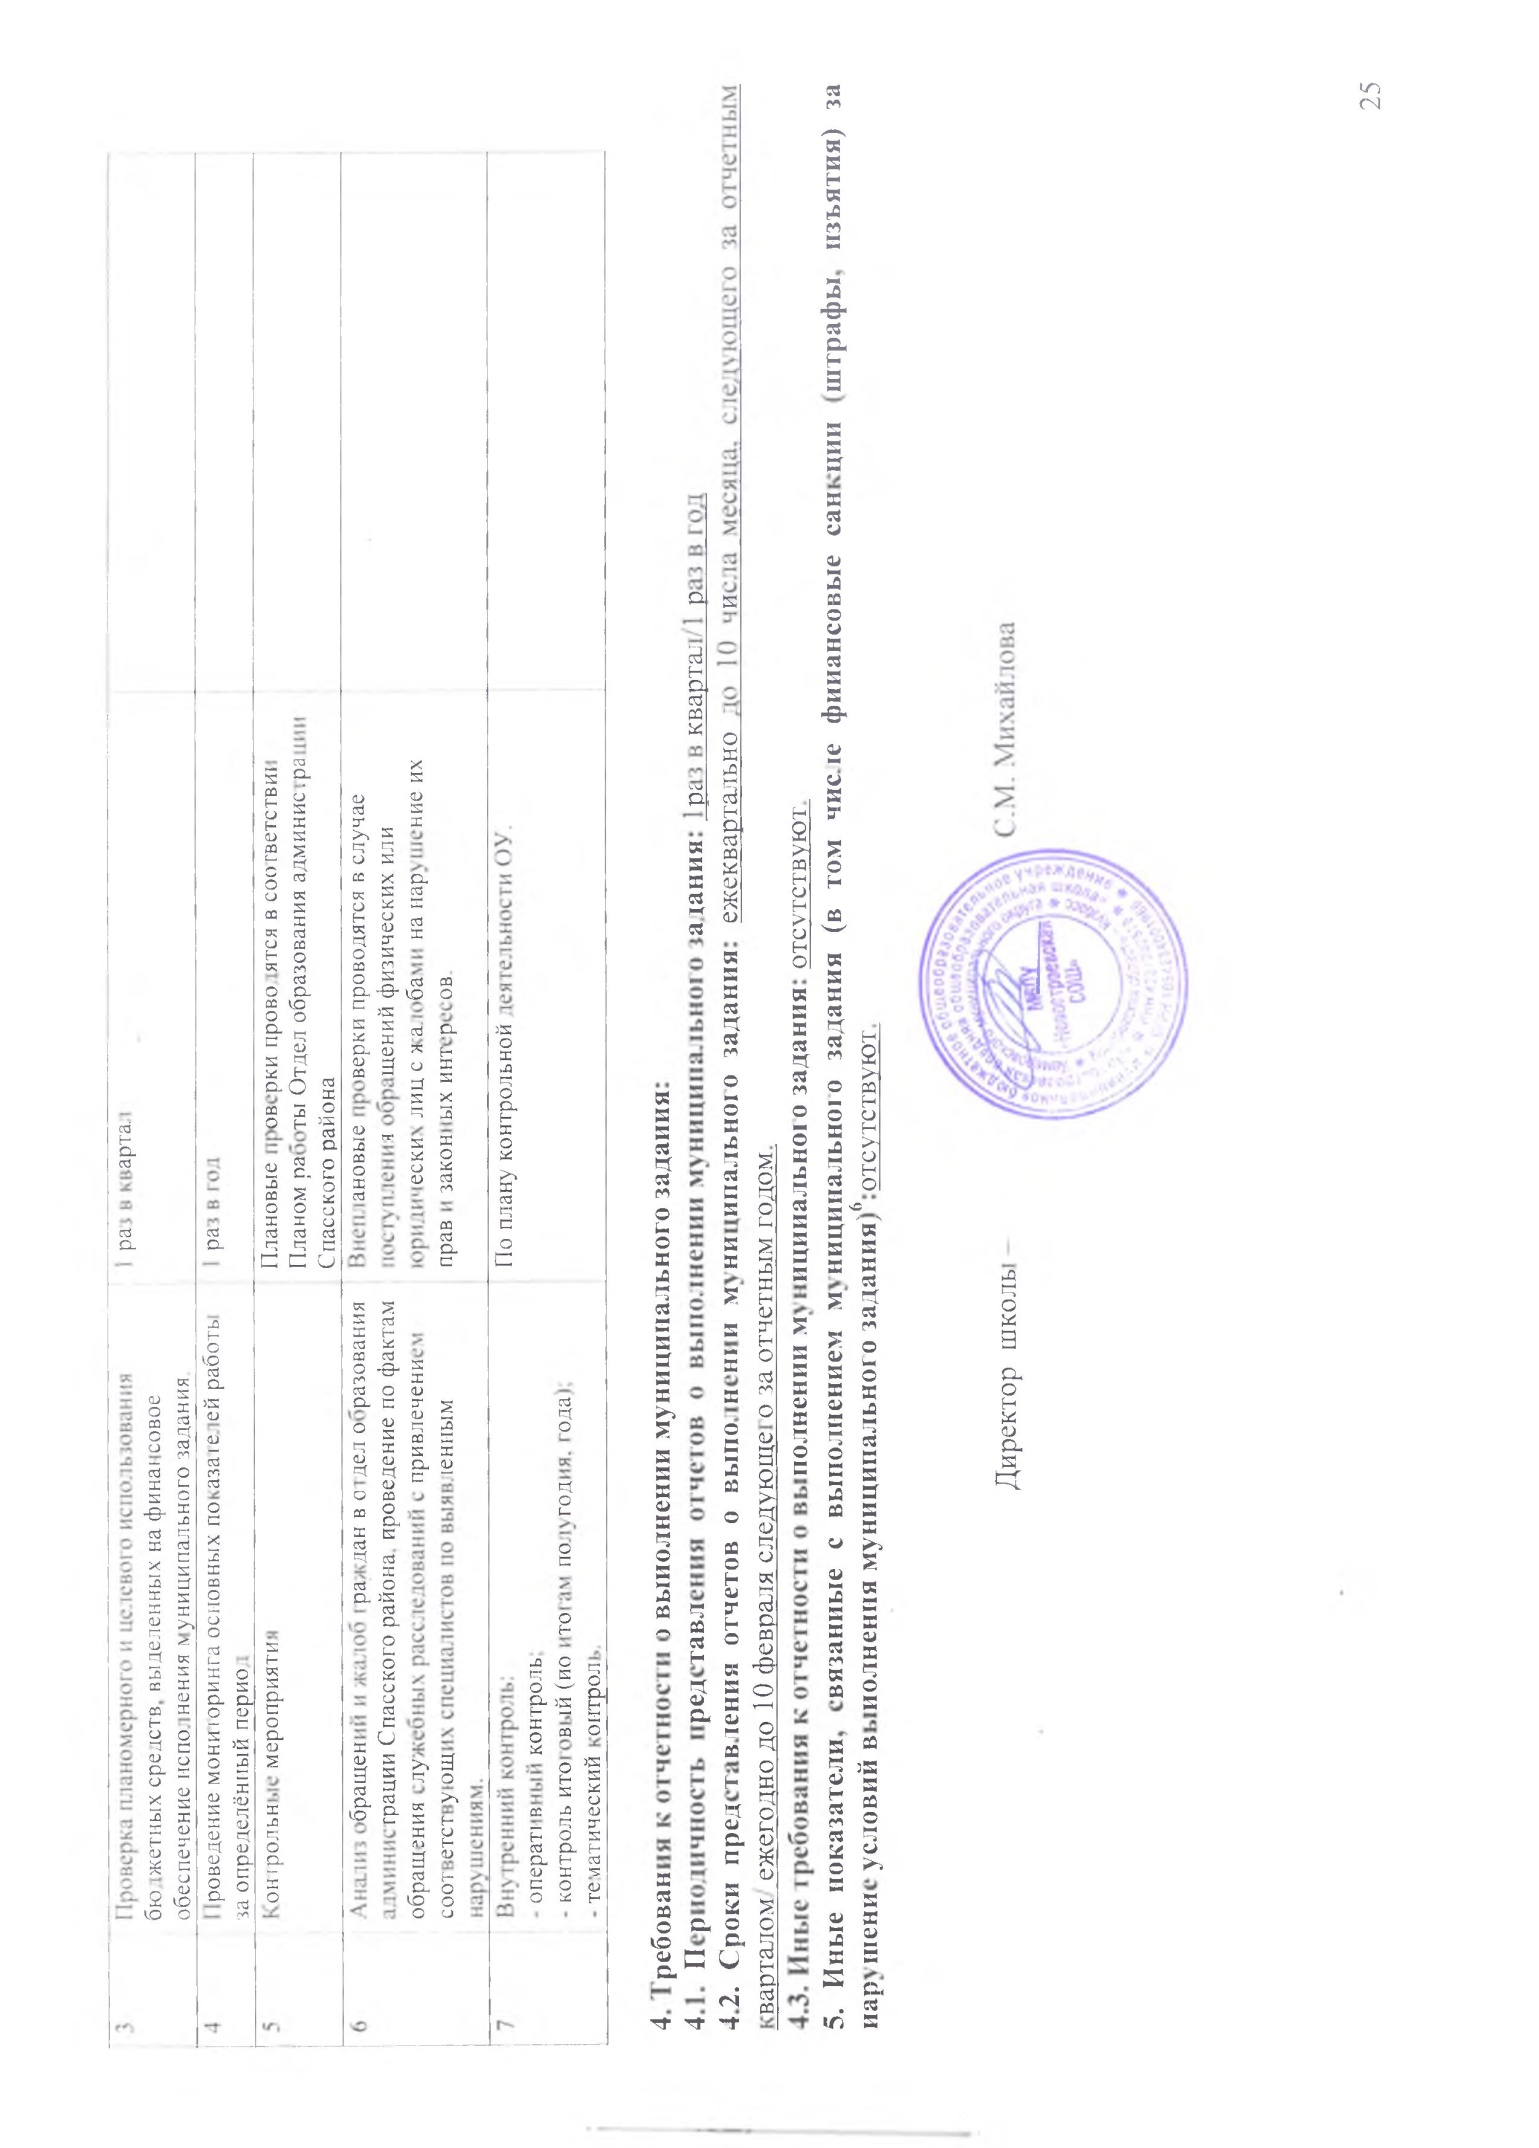 3
Проверка планомерного и целевого использования
бюджетных средств, выделенных на финансовое
обеспечение исполнения муниципального задания.
1 раз в квартал
4
Проведение мониторинга основных показателей работы
за определённый период
1 раз в год
5
Контрольные мероприятия
Плановые проверки проводятся в соответствии
Планом работы Отдел образования администрации
Спасского района
6
Анализ обращений и жалоб граждан в отдел образования
администрации Спасского района, проведение по фактам
обращения служебных расследований с привлечением
соответствующих специалистов по выявленным
нарушениям.
Внеплановые проверки проводятся в случае
поступления обращений физических или
юридических лиц с жалобами на нарушение их
прав и законных интересов.
7
Внутренний контроль:
- оперативный контроль;
- контроль итоговый (по итогам полугодия, года);
- тематический контроль.
По плану контрольной деятельности ОУ.
4. Требования к отчетности о выполнении муниципального задания:
4.1. Периодичность представления отчетов о выполнении муниципального задания: 1раз в квартал/1 раз в год
4.2. Сроки представления отчетов о выполнении муниципального задания: ежеквартально до 10 числа месяца, следующего за отчетным
кварталом/ ежегодно до 10 февраля следующего за отчетным годом.
4.3. Иные требования к отчетности о выполнении муниципального задания: отсутствуют.
5. Иные показатели, связанные с выполнением муниципального задания (в том числе финансовые санкции (штрафы, изъятия) за
нарушение условий выполнения муниципального задания)⁶:отсутствуют.
Директор школы – С.М. Михайлова
МБОУ
«Новостроевская
СОШ»
25